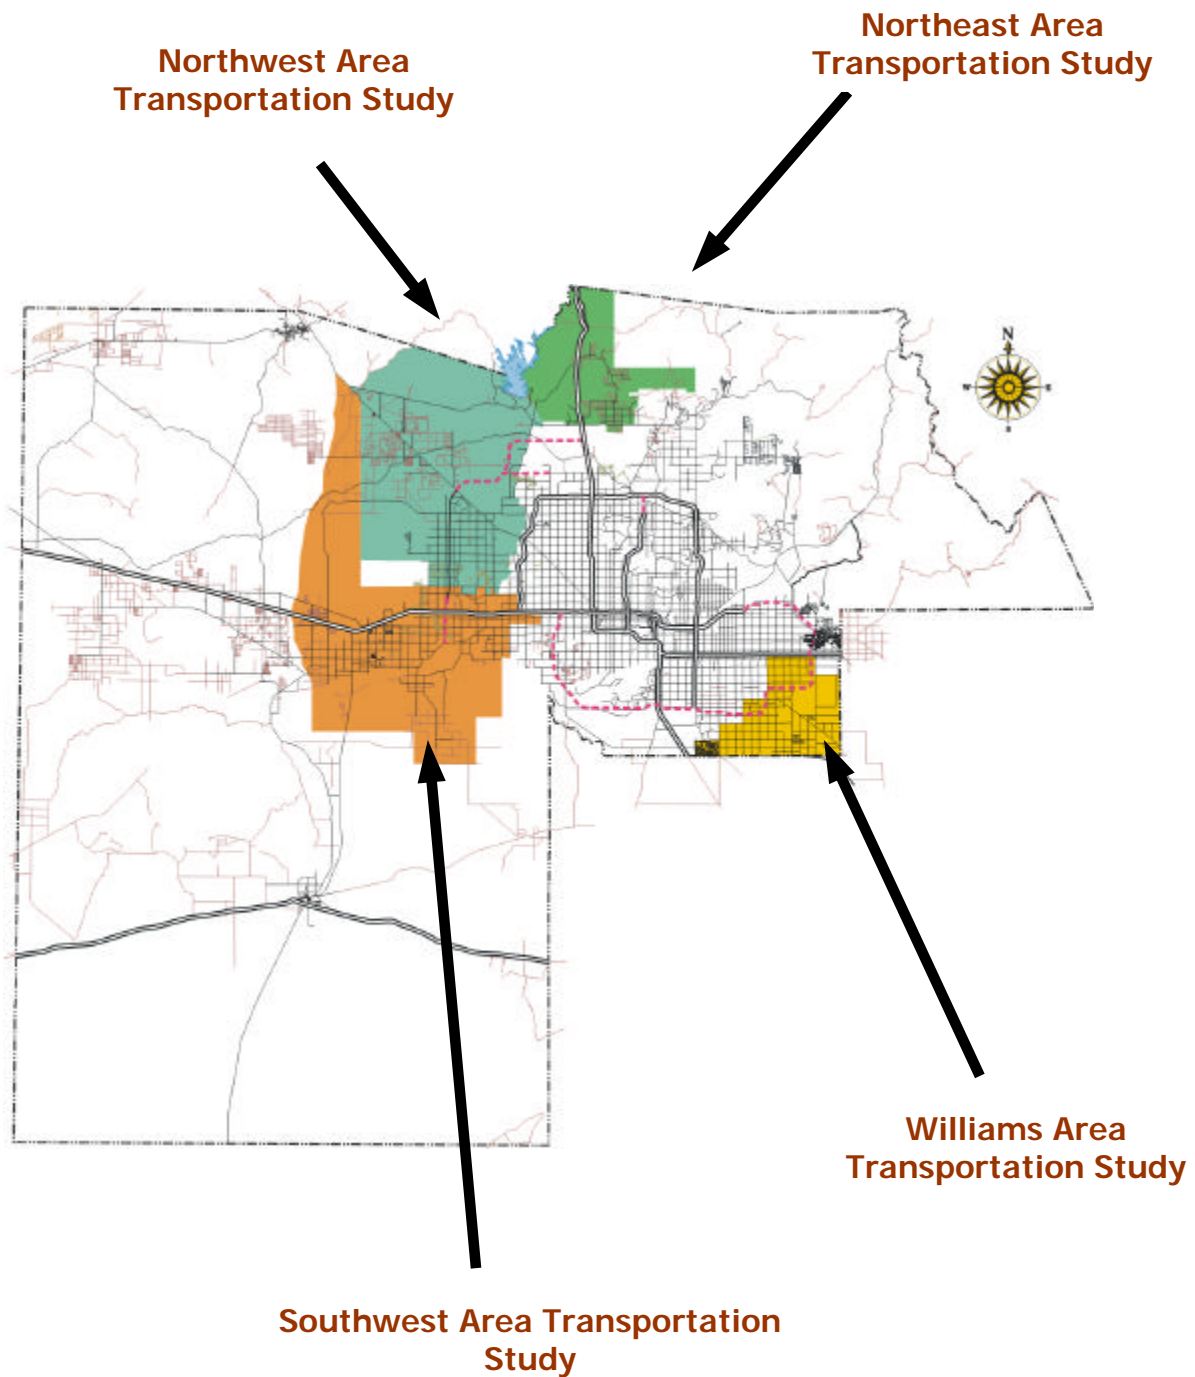 Northeast Area
Transportation Study
Northwest Area
Transportation Study
N
W
E
S
Williams Area
Transportation Study
Southwest Area Transportation
Study